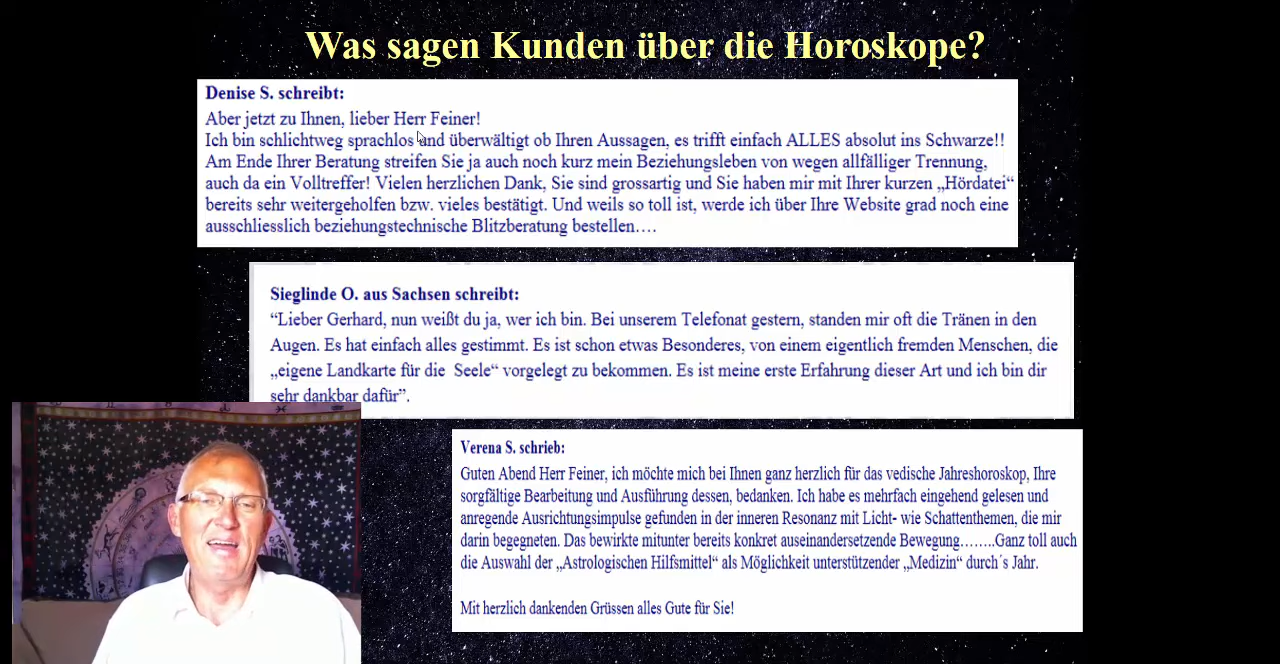 Was sagen Kunden über die Horoskope?
Denise S. schreibt:
Aber jetzt zu Ihnen, lieber Herr Feiner!
Ich bin schlichtweg sprachlos und überwältigt ob Ihren Aussagen, es trifft einfach ALLES absolut ins Schwarze!!
Am Ende Ihrer Beratung streifen Sie ja auch noch kurz mein Beziehungsleben von wegen allfälliger Trennung,
auch da ein Volltreffer! Vielen herzlichen Dank, Sie sind grossartig und Sie haben mir mit Ihrer kurzen „Hördatei“
bereits sehr weitergeholfen bzw. vieles bestätigt. Und weils so toll ist, werde ich über Ihre Website grad noch eine
ausschliesslich beziehungstechnische Blitzberatung bestellen….
Sieglinde O. aus Sachsen schreibt:
“Lieber Gerhard, nun weißt du ja, wer ich bin. Bei unserem Telefonat gestern, standen mir oft die Tränen in den
Augen. Es hat einfach alles gestimmt. Es ist schon etwas Besonderes, von einem eigentlich fremden Menschen, die
„eigene Landkarte für die Seele“ vorgelegt zu bekommen. Es ist meine erste Erfahrung dieser Art und ich bin dir
sehr dankbar dafür”.
Verena S. schrieb:
Guten Abend Herr Feiner, ich möchte mich bei Ihnen ganz herzlich für das vedische Jahreshoroskop, Ihre
sorgfältige Bearbeitung und Ausführung dessen, bedanken. Ich habe es mehrfach eingehend gelesen und
anregende Ausrichtungsimpulse gefunden in der inneren Resonanz mit Licht- wie Schattenthemen, die mir
darin begegneten. Das bewirkte mitunter bereits konkret auseinandersetzende Bewegung……..Ganz toll auch
die Auswahl der „Astrologischen Hilfsmittel“ als Möglichkeit unterstützender „Medizin“ durch´s Jahr.
Mit herzlich dankenden Grüssen alles Gute für Sie!